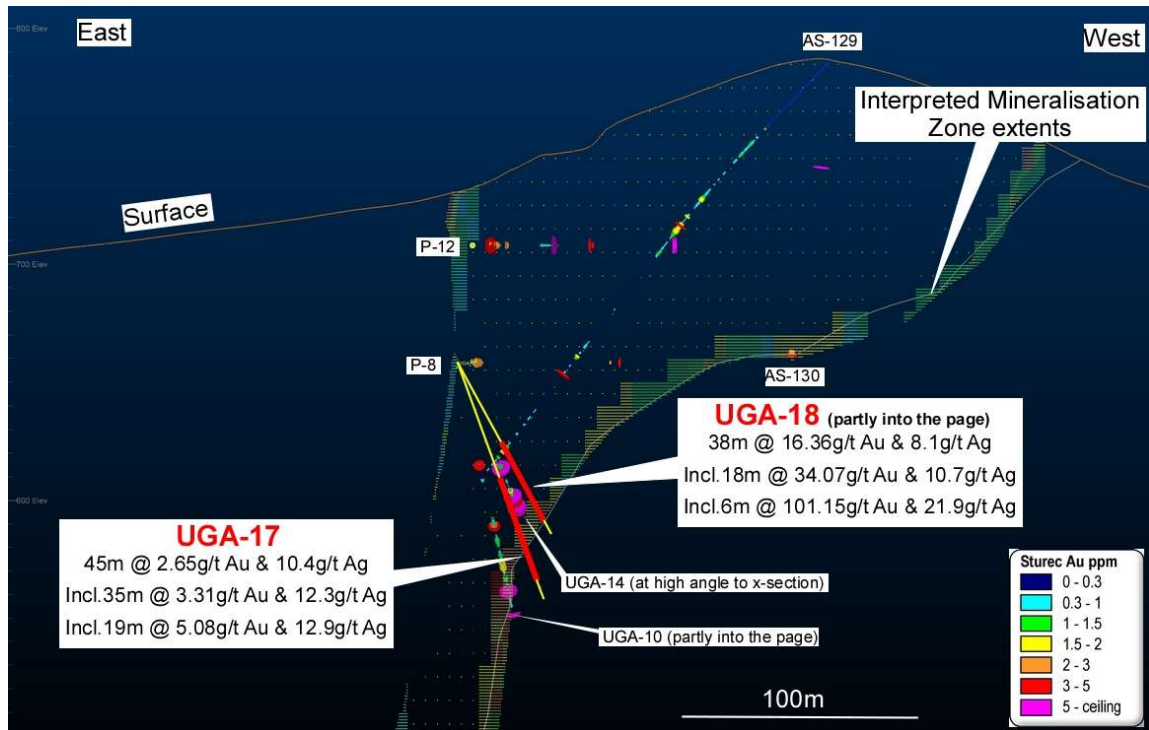 800 Elev
East
AS-129
West
Interpreted Mineralisation
Zone extents
Surface
P-12
700 Elev
P-8
AS-130
UGA-18 (partly into the page)
38m @ 16.36g/t Au & 8.1g/t Ag
Incl.18m @ 34.07g/t Au & 10.7g/t Ag
Incl.6m @ 101.15g/t Au & 21.9g/t Ag
600 Elev
UGA-17
45m @ 2.65g/t Au & 10.4g/t Ag
Incl.35m @ 3.31g/t Au & 12.3g/t Ag
Incl.19m @ 5.08g/t Au & 12.9g/t Ag
UGA-14 (at high angle to x-section)
UGA-10 (partly into the page)
100m
Sturec Au ppm
0 - 0.3
0.3 - 1
1 - 1.5
1.5 - 2
2 - 3
3 - 5
5 - ceiling